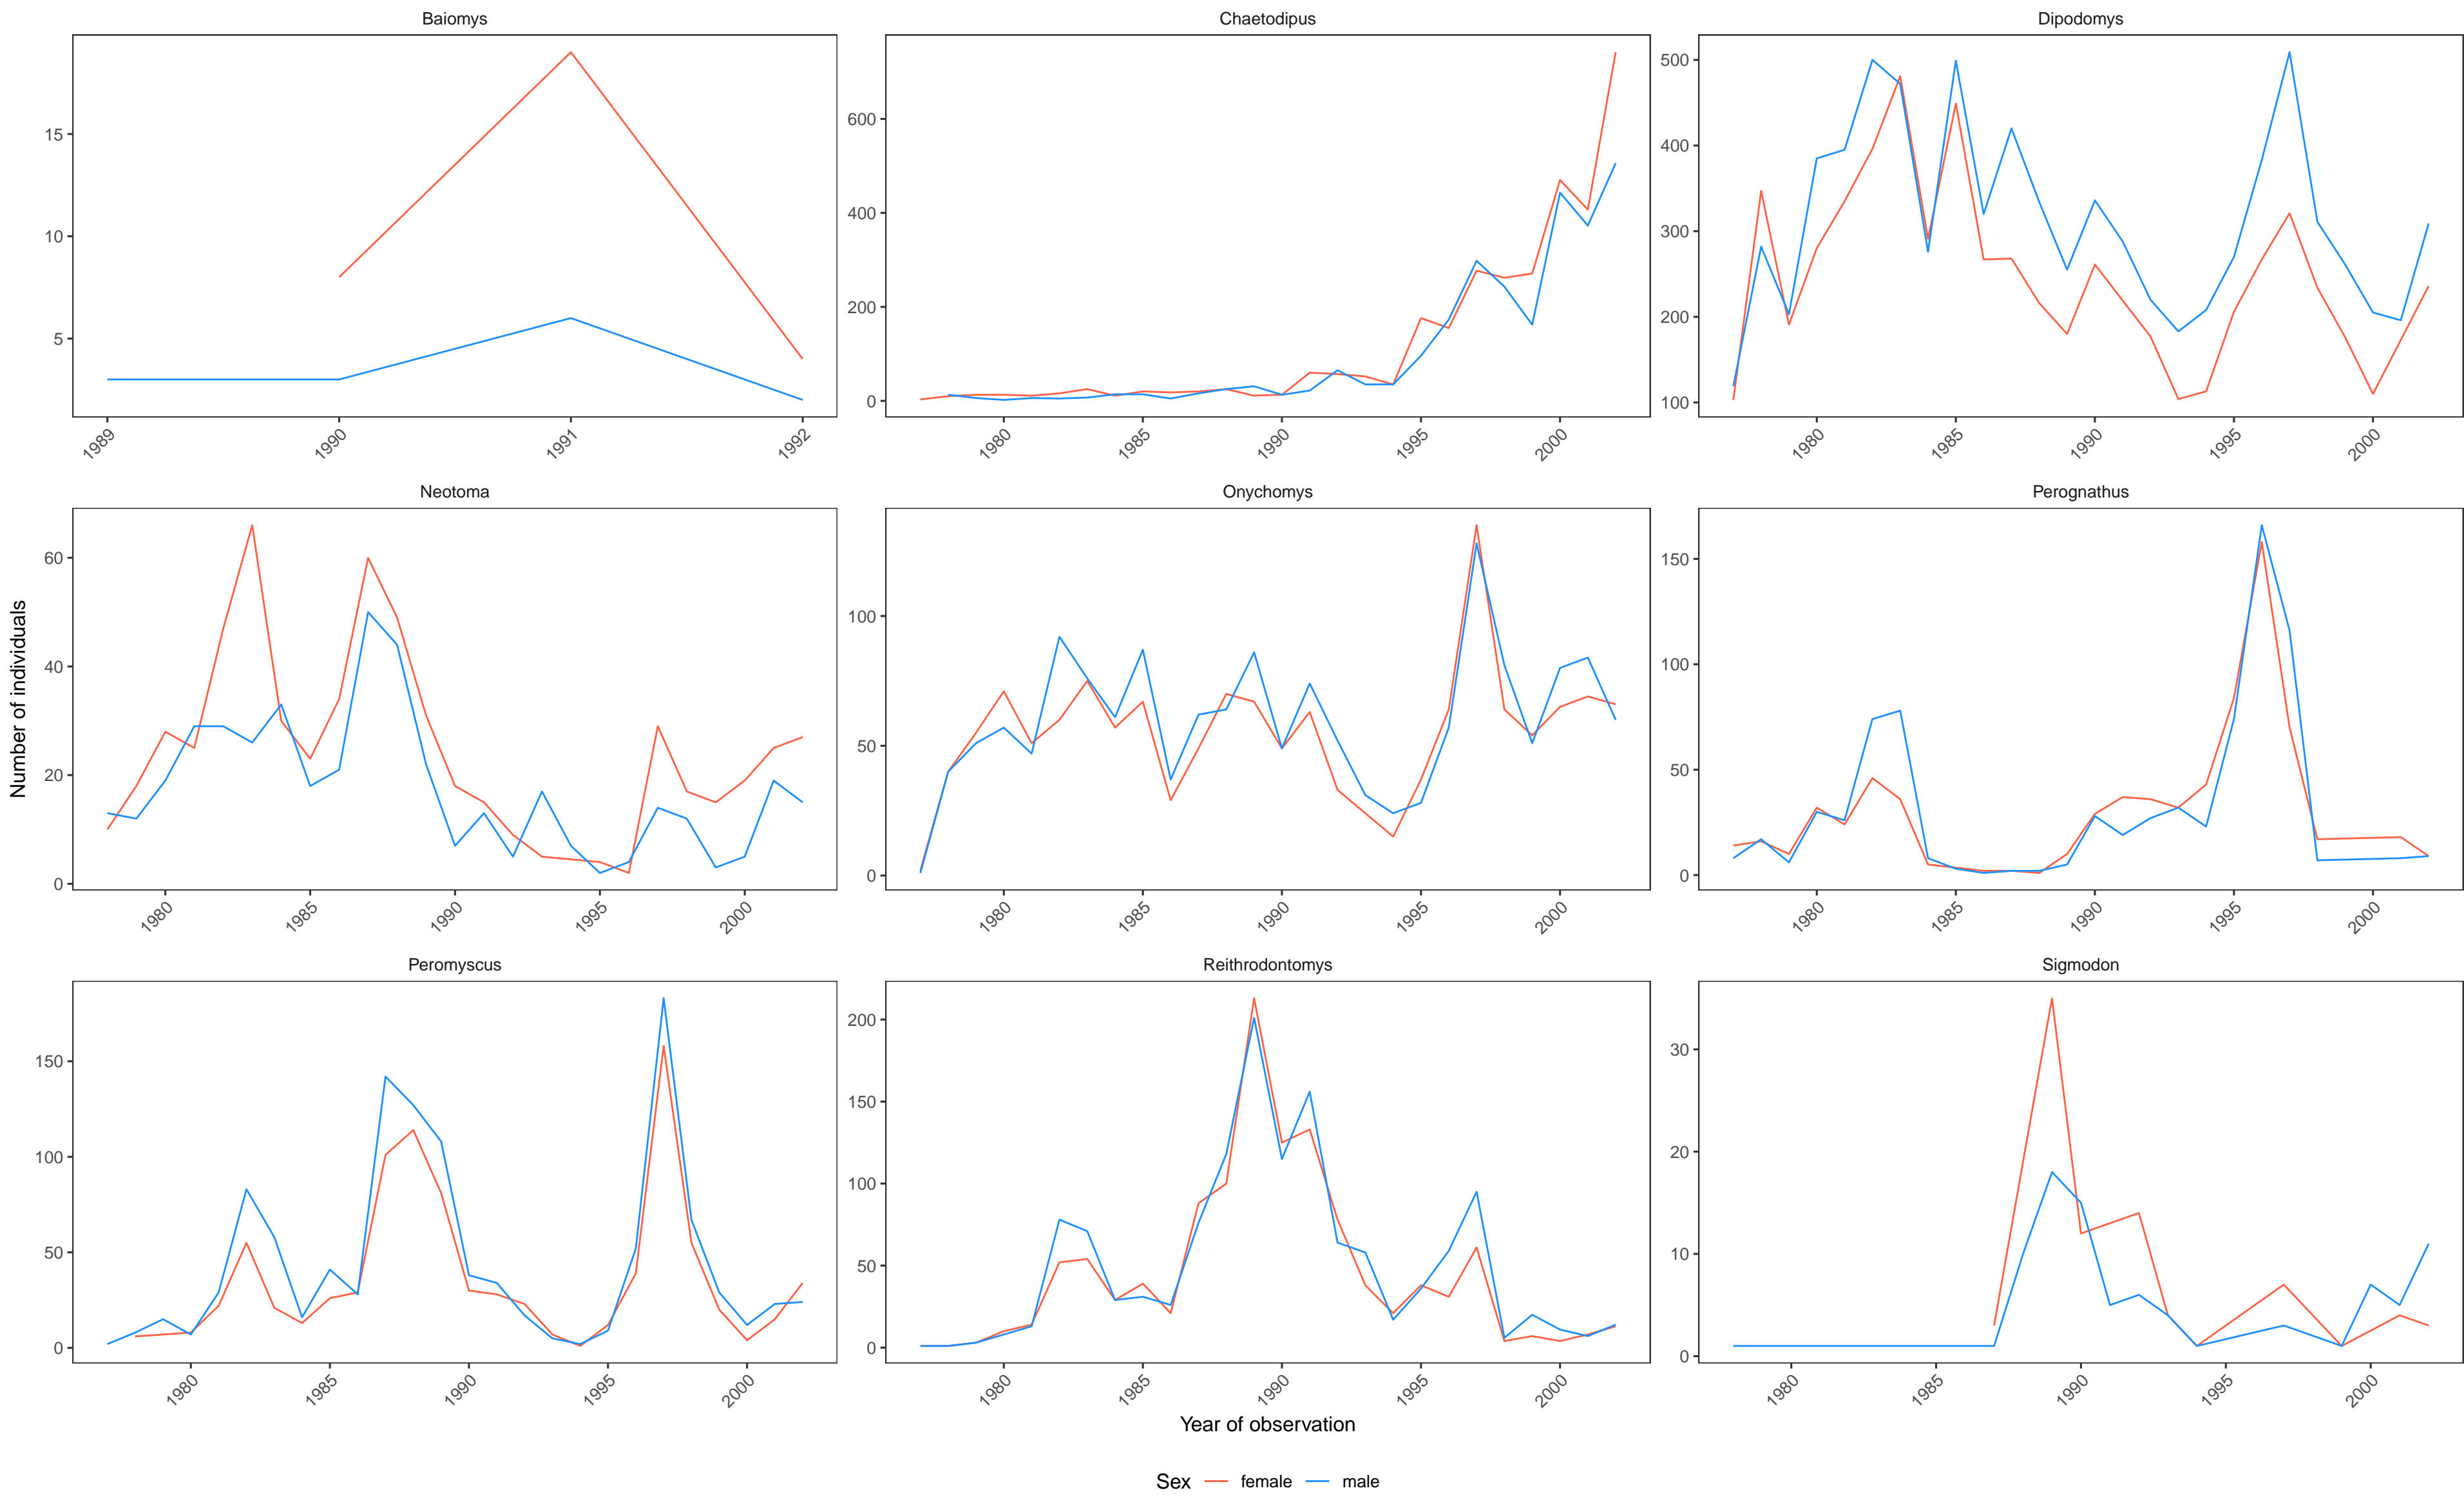 Baiomys
Chaetodipus
Dipodomys
15
10
5
1989 1990 1991 1992
600
400
200
0
1980 1985 1990 1995 2000
500
400
300
200
100
1980 1985 1990 1995 2000
Number of individuals
Neotoma
Onychomys
Perognathus
60
40
20
0
1980 1985 1990 1995 2000
100
50
0
1980 1985 1990 1995 2000
150
100
50
0
1980 1985 1990 1995 2000
Peromyscus
Reithrodontomys
Sigmodon
150
100
50
0
1980 1985 1990 1995 2000
200
150
100
50
0
1980 1985 1990 1995 2000
30
20
10
0
1980 1985 1990 1995 2000
Year of observation
Sex female male